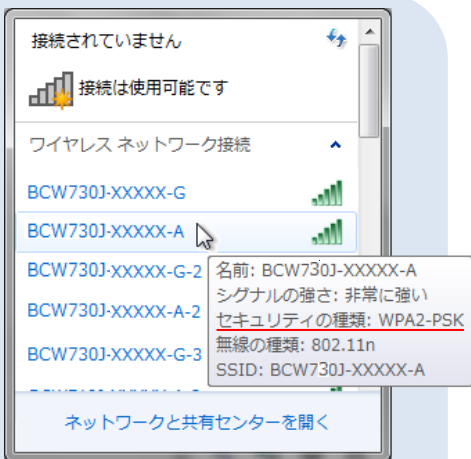 接続されていません
接続は使用可能です
ワイヤレス ネットワーク接続
BCW730J-XXXXX-G
BCW730J-XXXXX-A
BCW730J-XXXXX-G-2
BCW730J-XXXXX-A-2
BCW730J-XXXXX-G-3
名前: BCW730J-XXXXX-A
シグナルの強さ: 非常に強い
セキュリティの種類: WPA2-PSK
無線の種類: 802.11n
SSID: BCW730J-XXXXX-A
ネットワークと共有センターを開く